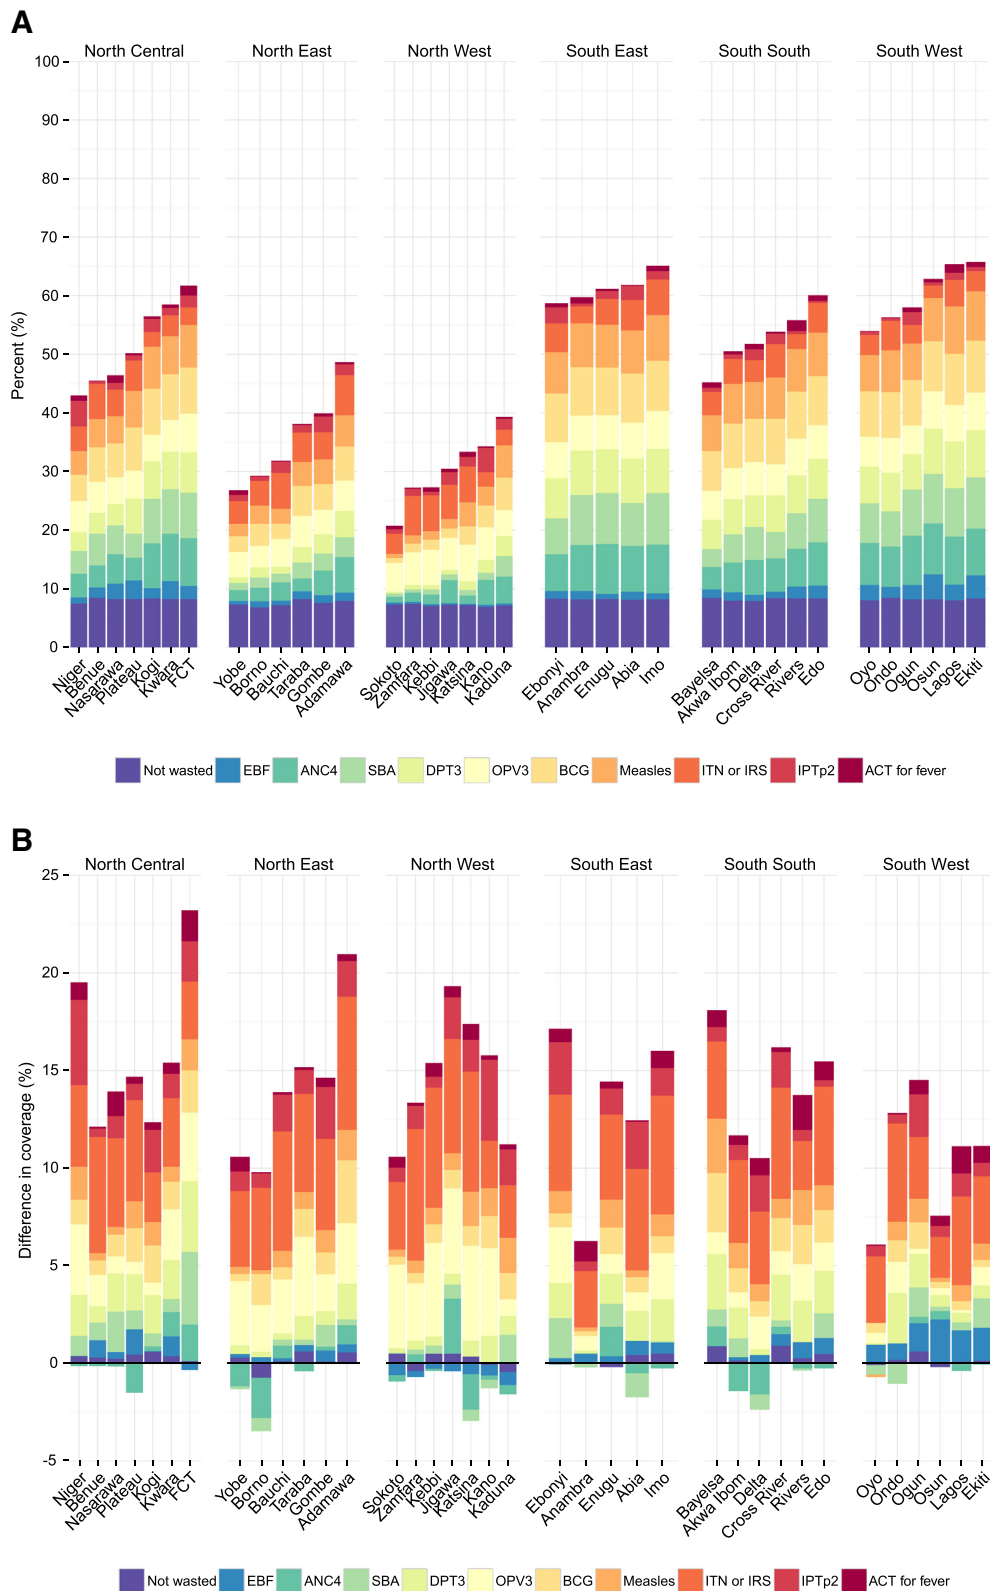 A
North Central North East North West South East South South South West
100
90
80
70
60
50
40
30
20
10
0
Percent (%)
Niger Benue Nasarawa Plateau Kogi Kwara FCT Yobe Borno Bauchi Taraba Gombe Adamawa Sokoto Zamfara Kebbi Jigawa Katsina Kano Kaduna Ebonyi Anambra Enugu Abia Imo Bayelsa Akwa Ibom Delta Cross River Rivers Edo Oyo Ondo Ogun Osun Lagos Ekiti
Not wasted EBF ANC4 SBA DPT3 OPV3 BCG Measles ITN or IRS IPTp2 ACT for fever
B
North Central North East North West South East South South South West
25
20
15
10
5
0
-5
Difference in coverage (%)
Niger Benue Nasarawa Plateau Kogi Kwara FCT Yobe Borno Bauchi Taraba Gombe Adamawa Sokoto Zamfara Kebbi Jigawa Katsina Kano Kaduna Ebonyi Anambra Enugu Abia Imo Bayelsa Akwa Ibom Delta Cross River Rivers Edo Oyo Ondo Ogun Osun Lagos Ekiti
Not wasted EBF ANC4 SBA DPT3 OPV3 BCG Measles ITN or IRS IPTp2 ACT for fever